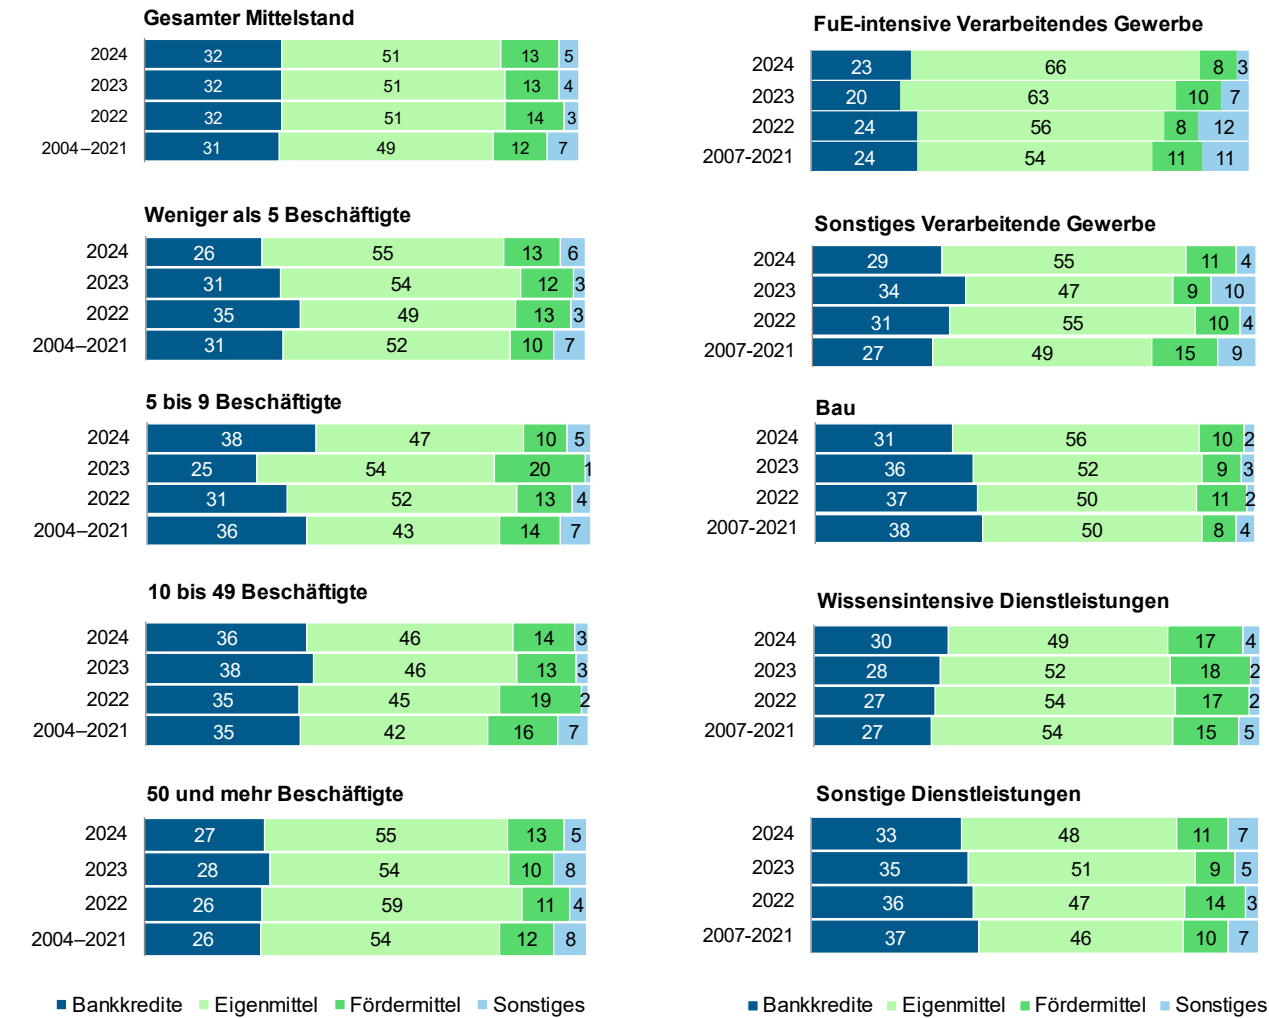 Gesamter Mittelstand
2024 32 51 13 5
2023 32 51 13 4
2022 32 51 14 3
2004–2021 31 49 12 7
Weniger als 5 Beschäftigte
2024 26 55 13 6
2023 31 54 12 3
2022 35 49 13 3
2004–2021 31 52 10 7
5 bis 9 Beschäftigte
2024 38 47 10 5
2023 25 54 20 1
2022 31 52 13 4
2004–2021 36 43 14 7
10 bis 49 Beschäftigte
2024 36 46 14 3
2023 38 46 13 3
2022 35 45 19 2
2004–2021 35 42 16 7
50 und mehr Beschäftigte
2024 27 55 13 5
2023 28 54 10 8
2022 26 59 11 4
2004–2021 26 54 12 8
Bankkredite Eigenmittel Fördermittel Sonstiges
FuE-intensive Verarbeitendes Gewerbe
2024 23 66 8 3
2023 20 63 10 7
2022 24 56 8 12
2007-2021 24 54 11 11
Sonstiges Verarbeitende Gewerbe
2024 29 55 11 4
2023 34 47 9 10
2022 31 55 10 4
2007-2021 27 49 15 9
Bau
2024 31 56 10 2
2023 36 52 9 3
2022 37 50 11 2
2007-2021 38 50 8 4
Wissensintensive Dienstleistungen
2024 30 49 17 4
2023 28 52 18 2
2022 27 54 17 2
2007-2021 27 54 15 5
Sonstige Dienstleistungen
2024 33 48 11 7
2023 35 51 9 5
2022 36 47 14 3
2007-2021 37 46 10 7
Bankkredite Eigenmittel Fördermittel Sonstiges